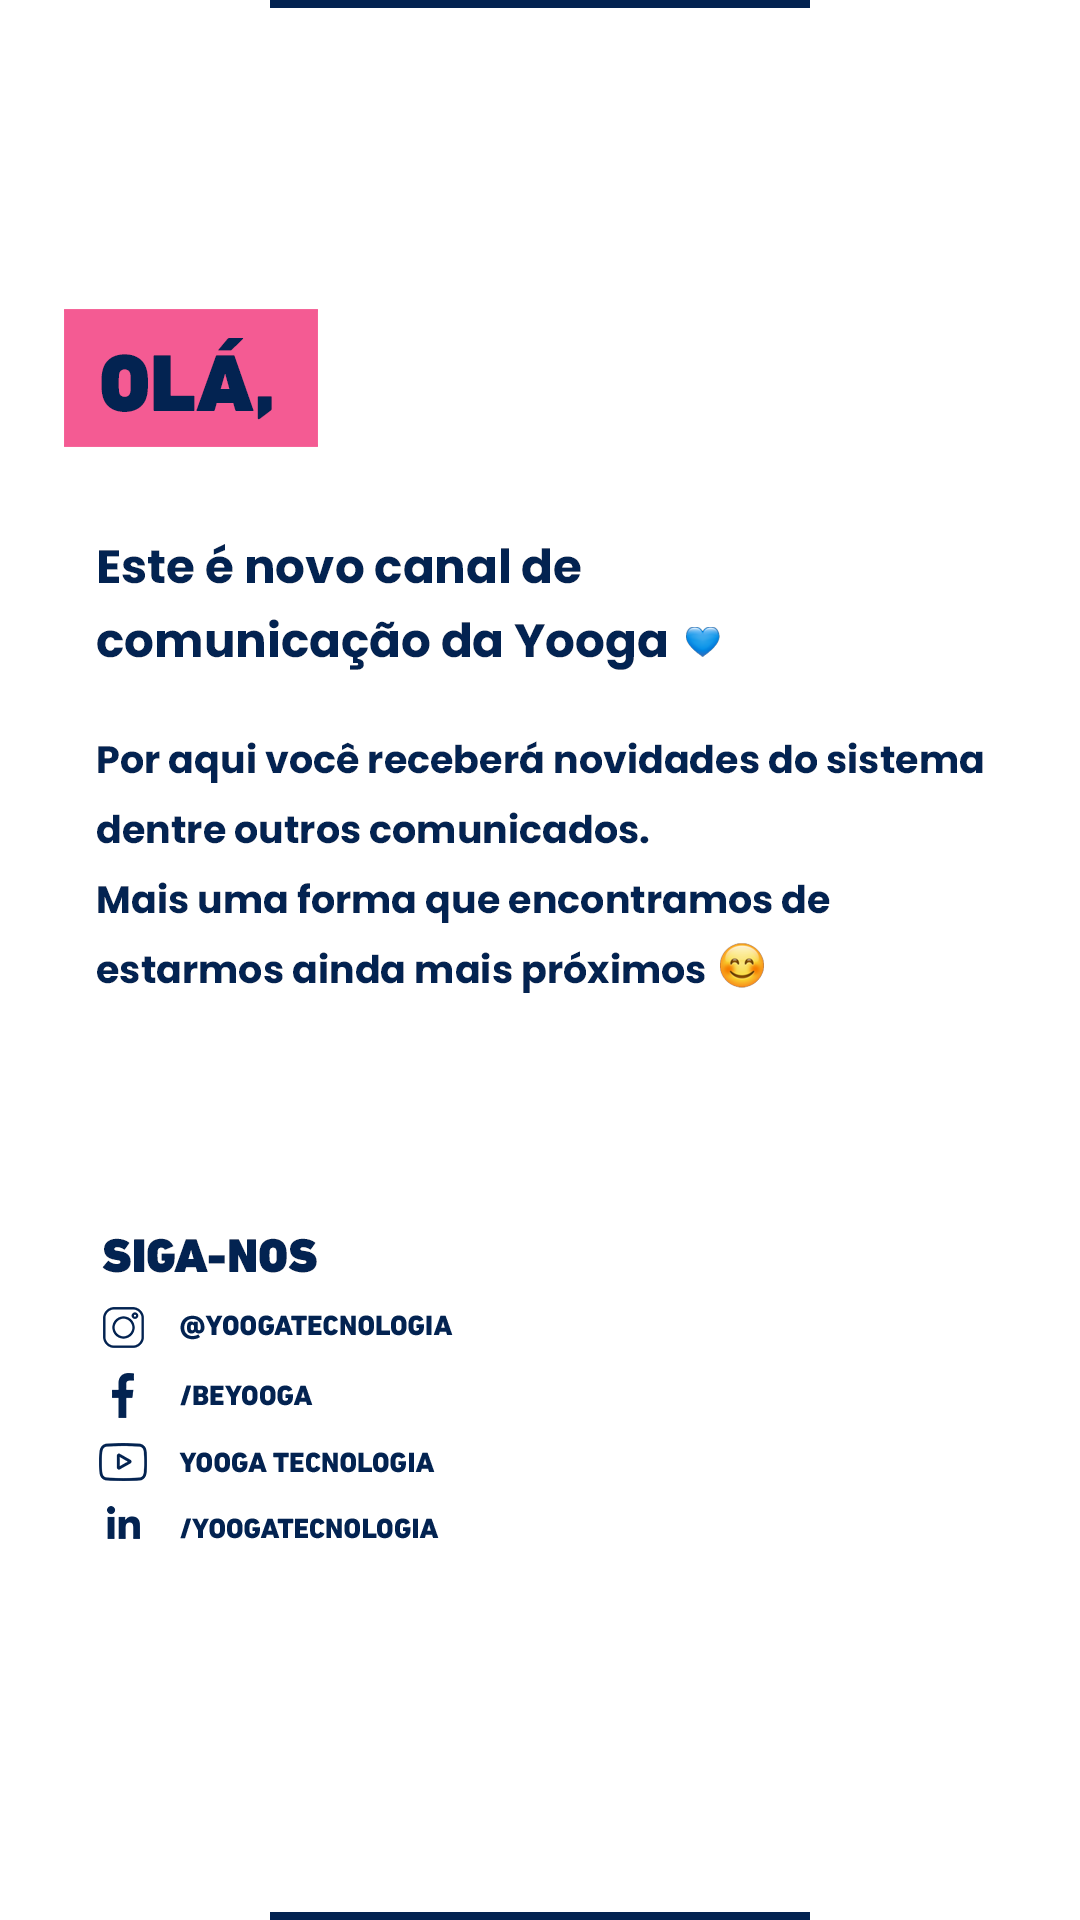 OLÁ,
Este é novo canal de
comunicação da Yooga 💙
Por aqui você receberá novidades do sistema
dentre outros comunicados.
Mais uma forma que encontramos de
estarmos ainda mais próximos 😊
SIGA-NOS
@YOOGATECNOLOGIA
/BEYOOGA
YOOGA TECNOLOGIA
in /YOOGATECNOLOGIA